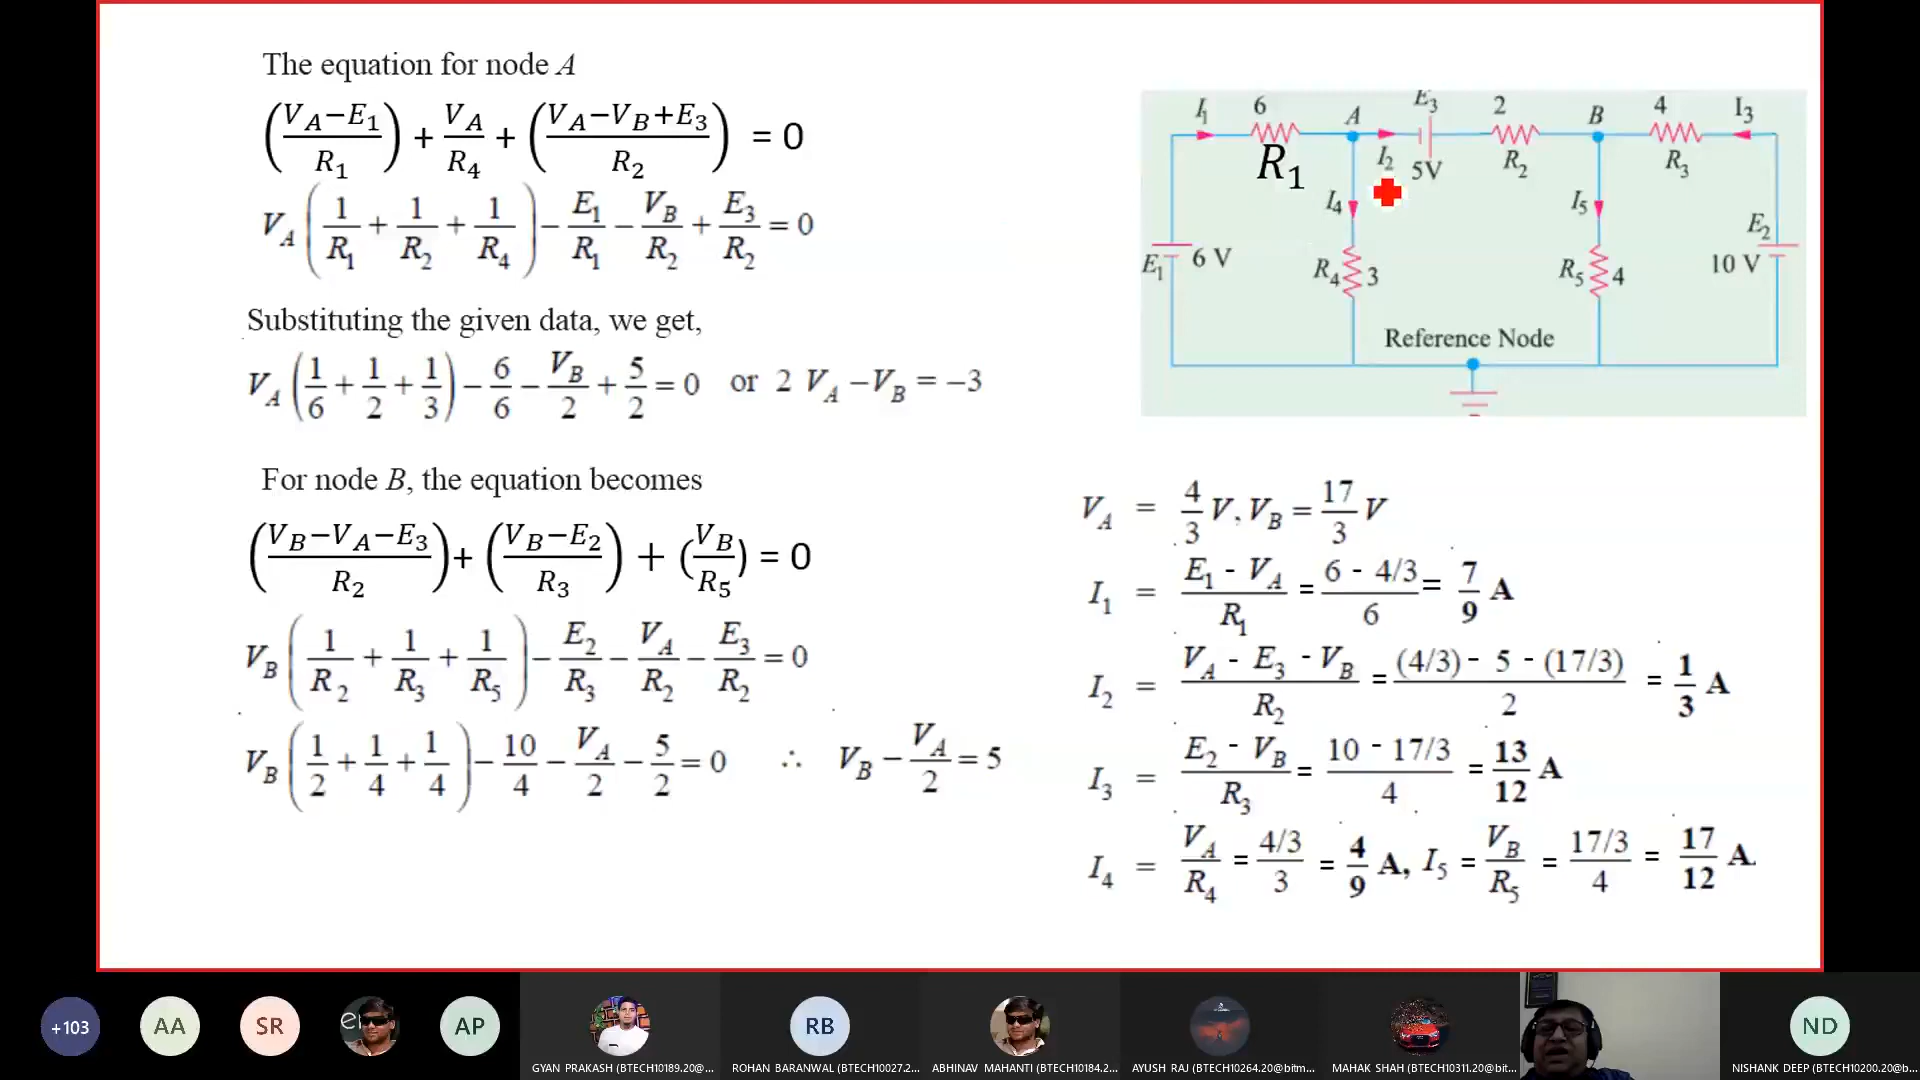 The equation for node A
((V_A−E_1)/R_1) + V_A/R_4 + ((V_A−V_B+E_3)/R_2) = 0
V_A (1/R_1 + 1/R_2 + 1/R_4) − E_1/R_1 − V_B/R_2 + E_3/R_2 = 0
Substituting the given data, we get,
V_A (1/6 + 1/2 + 1/3) − 6/6 − V_B/2 + 5/2 = 0 or 2 V_A − V_B = −3
For node B, the equation becomes
((V_B−V_A−E_3)/R_2) + ((V_B−E_2)/R_3) + (V_B/R_5) = 0
V_B (1/R_2 + 1/R_3 + 1/R_5) − E_2/R_3 − V_A/R_2 − E_3/R_2 = 0
V_B (1/2 + 1/4 + 1/4) − 10/4 − V_A/2 − 5/2 = 0 ∴ V_B − V_A/2 = 5
I_1 6 A E_3 2 B 4 I_3
R_1 I_2 5V R_2 R_3
I_4 I_5 E_2
E_1 6 V R_4 3 R_5 4 10 V
Reference Node
V_A = 4/3 V, V_B = 17/3 V
I_1 = (E_1 - V_A)/R_1 = (6 - 4/3)/6 = 7/9 A
I_2 = (V_A - E_3 - V_B)/R_2 = ((4/3) - 5 - (17/3))/2 = 1/3 A
I_3 = (E_2 - V_B)/R_3 = (10 - 17/3)/4 = 13/12 A
I_4 = V_A/R_4 = (4/3)/3 = 4/9 A, I_5 = V_B/R_5 = (17/3)/4 = 17/12 A.
+103 AA SR AP RB ND
GYAN PRAKASH (BTECH10189.20@... ROHAN BARANWAL (BTECH10027.2... ABHINAV MAHANTI (BTECH10184.2... AYUSH RAJ (BTECH10264.20@bitm... MAHAK SHAH (BTECH10311.20@bit... NISHANK DEEP (BTECH10200.20@b...